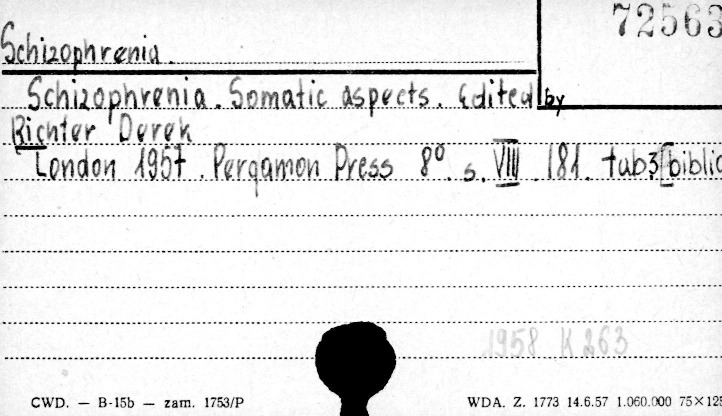 72563
Schizophrenia.
Schizophrenia. Somatic aspects. Edited by
Richter Derek
London 1957. Pergamon Press 8° s. VIII 181. tab3 [biblio
1958 K 263
CWD. — B-15b — zam. 1753/P
WDA. Z. 1773 14.6.57 1.060.000 75×125